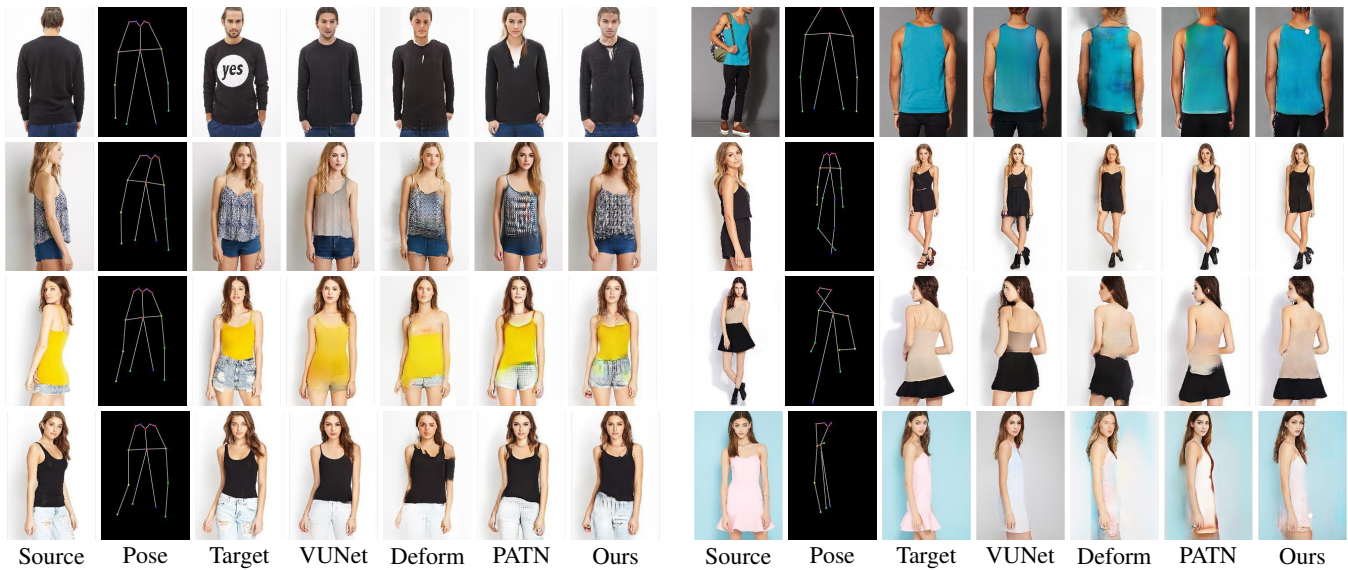 yes
Source Pose Target VUNet Deform PATN Ours Source Pose Target VUNet Deform PATN Ours